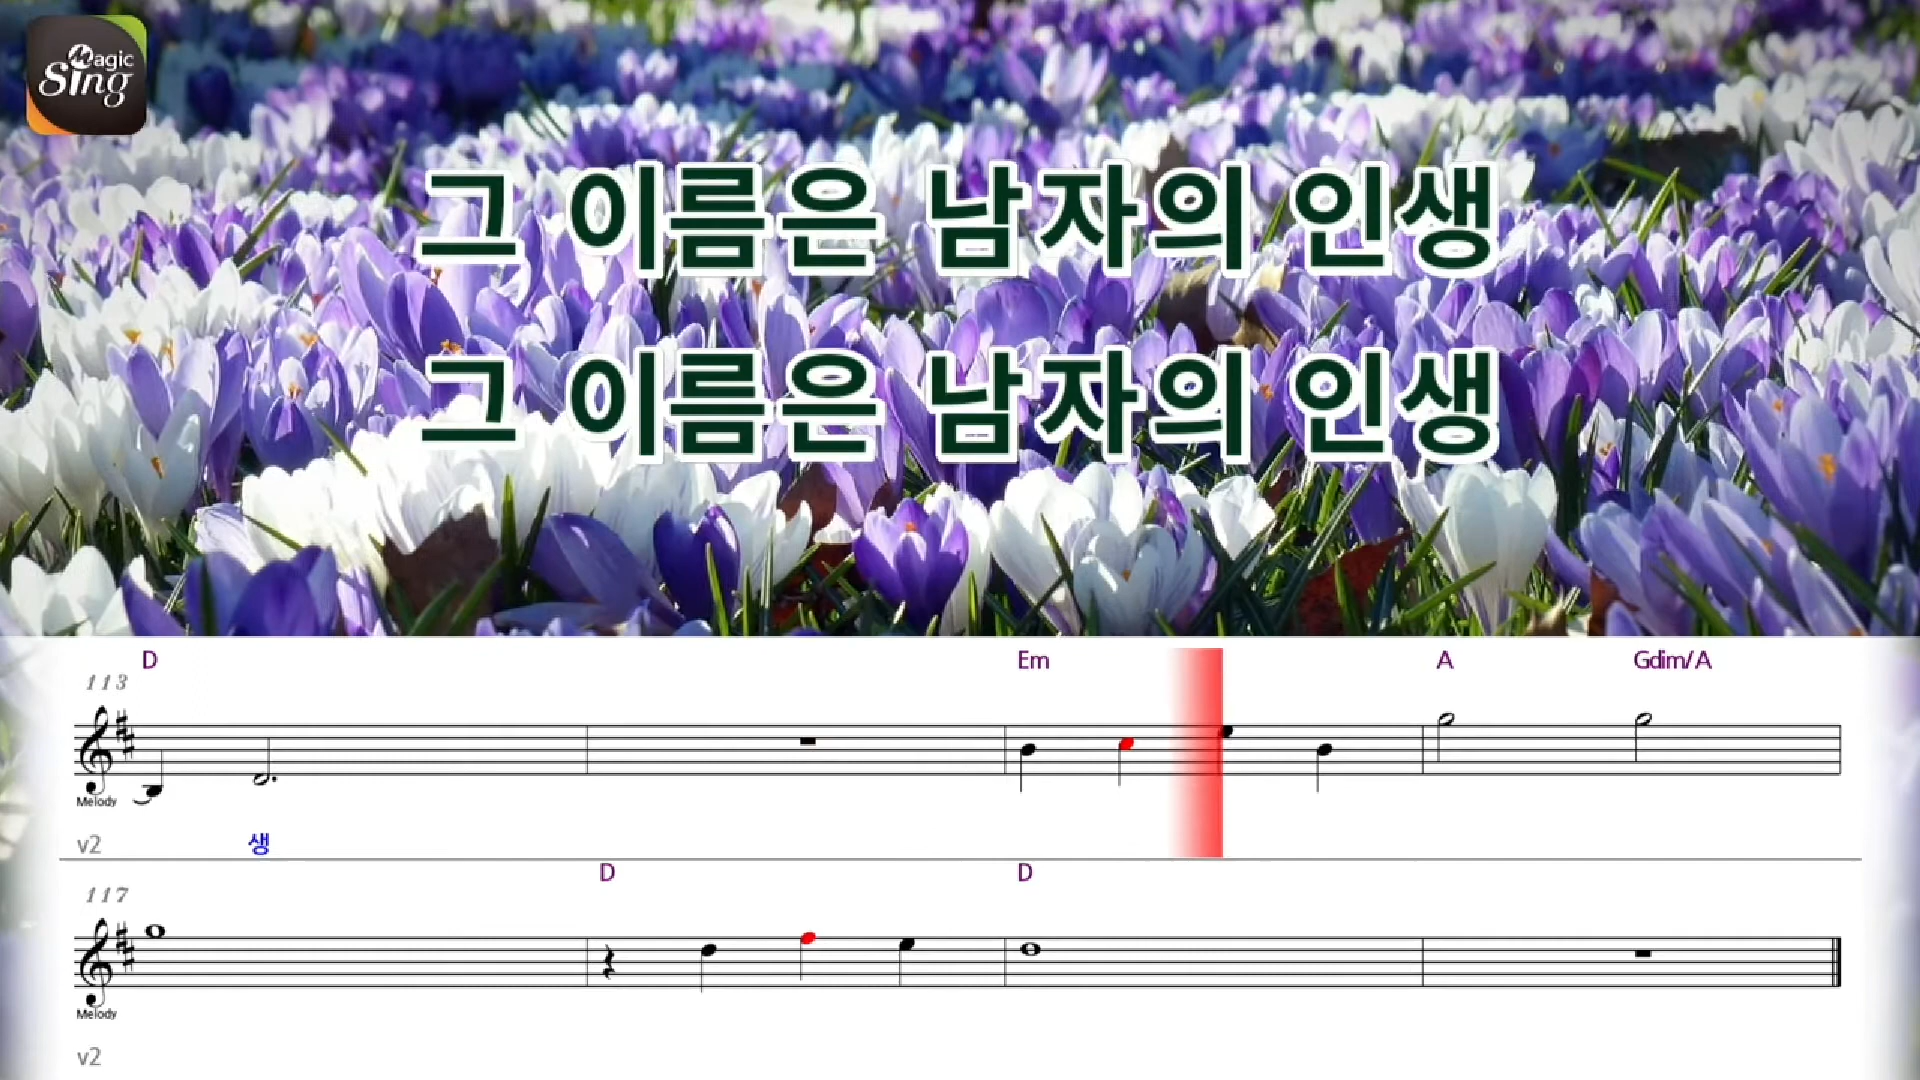 Magic
Sing
그 이름은 남자의 인생
그 이름은 남자의 인생
D Em A Gdim/A
113
Melody
v2 생
D D
117
Melody
v2